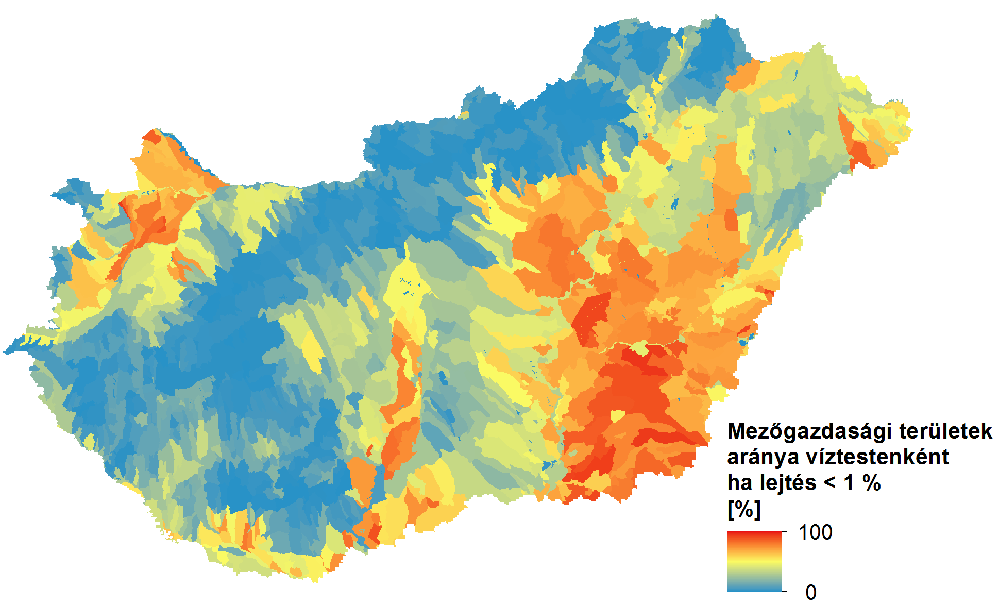 Mezőgazdasági területek
aránya víztestenként
ha lejtés < 1 %
[%]
100
0